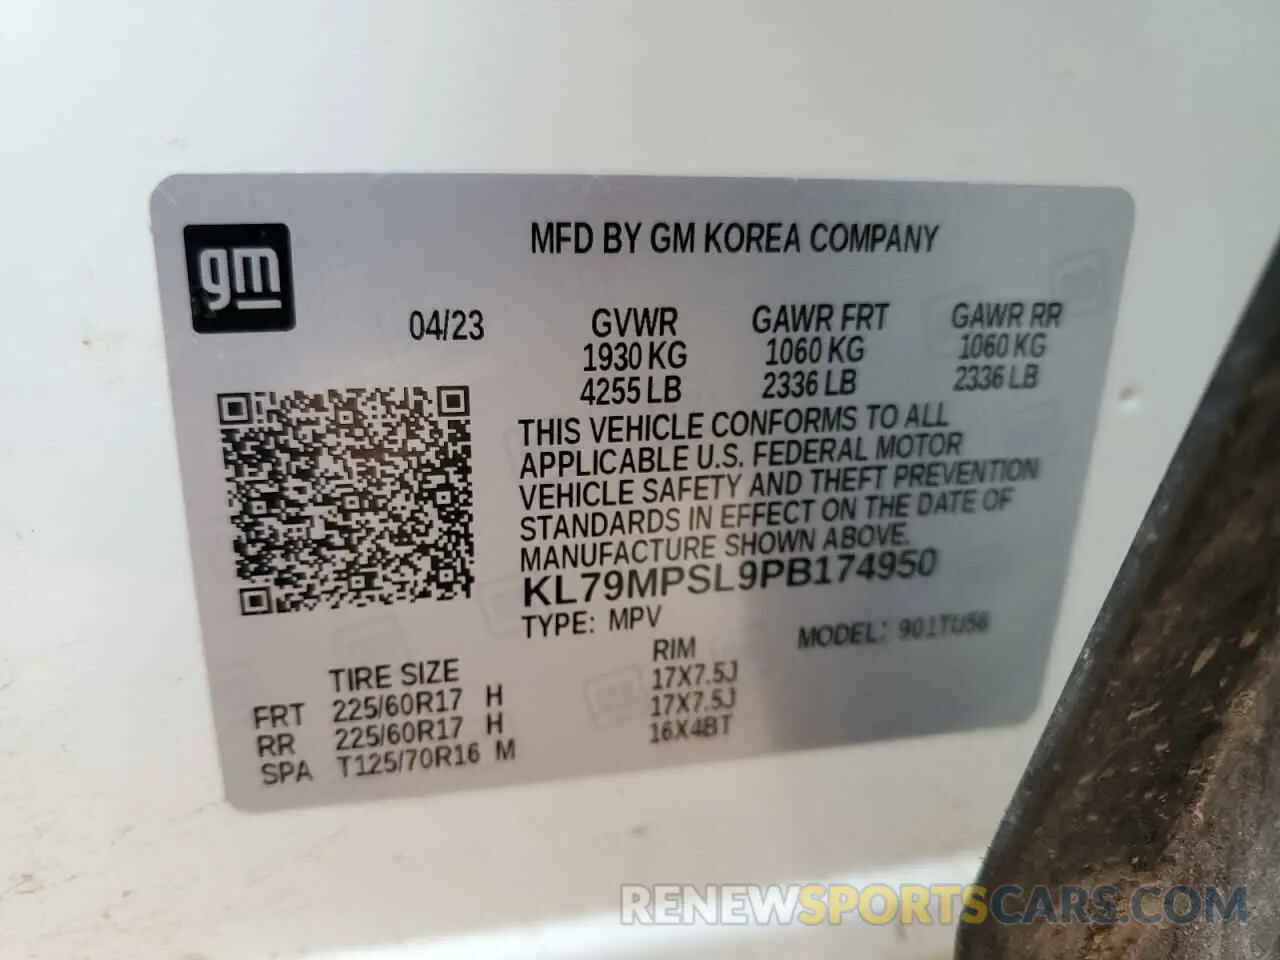 gm
MFD BY GM KOREA COMPANY
04/23
GVWR GAWR FRT GAWR RR
1930 KG 1060 KG 1060 KG
4255 LB 2336 LB 2336 LB
THIS VEHICLE CONFORMS TO ALL
APPLICABLE U.S. FEDERAL MOTOR
VEHICLE SAFETY AND THEFT PREVENTION
STANDARDS IN EFFECT ON THE DATE OF
MANUFACTURE SHOWN ABOVE.
KL79MPSL9PB174950
TYPE: MPV MODEL: 901TU56
TIRE SIZE RIM
FRT 225/60R17 H 17X7.5J
RR 225/60R17 H 17X7.5J
SPA T125/70R16 M 16X4BT
RENEWSPORTSCARS.COM